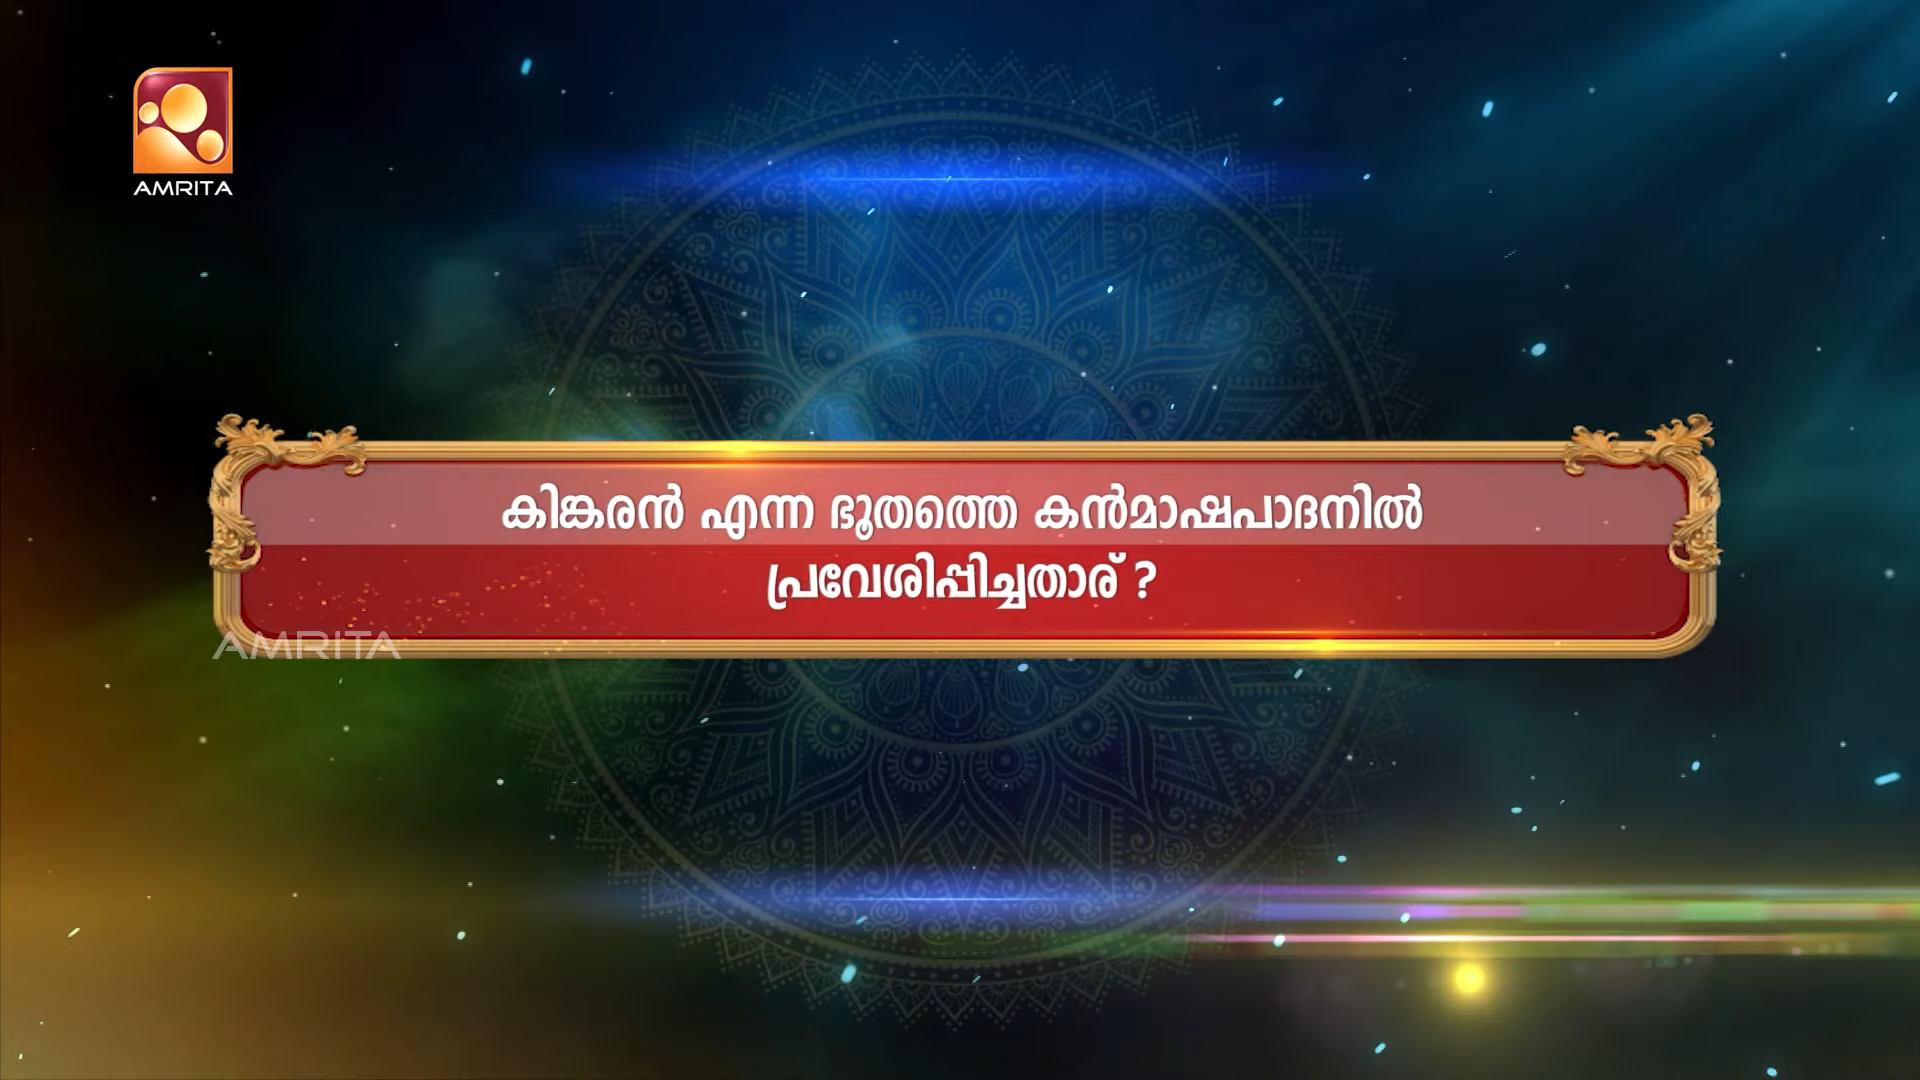 AMRITA
കിങ്കരൻ എന്ന ഭൂതത്തെ കൻമാഷപാദനിൽ
പ്രവേശിപ്പിച്ചതാര് ?
AMRITA